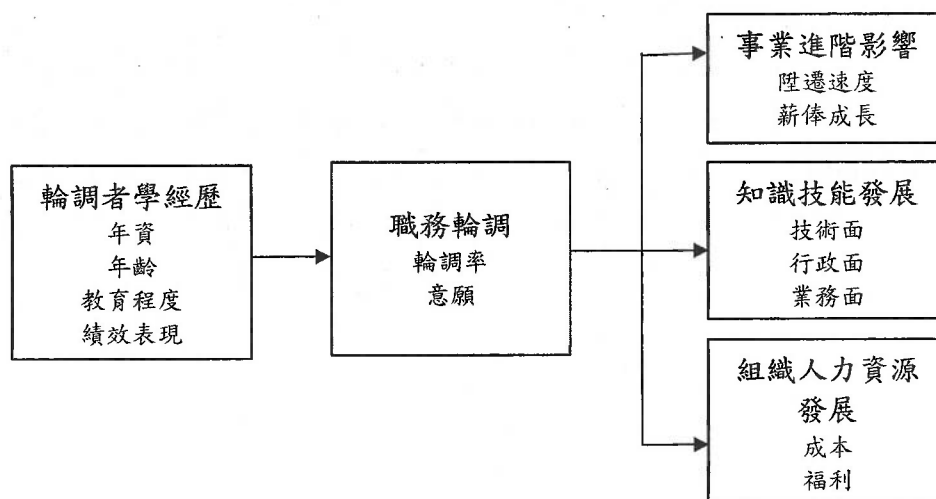 輪調者學經歷
年資
年齡
教育程度
績效表現
職務輪調
輪調率
意願
事業進階影響
陞遷速度
薪俸成長
知識技能發展
技術面
行政面
業務面
組織人力資源
發展
成本
福利